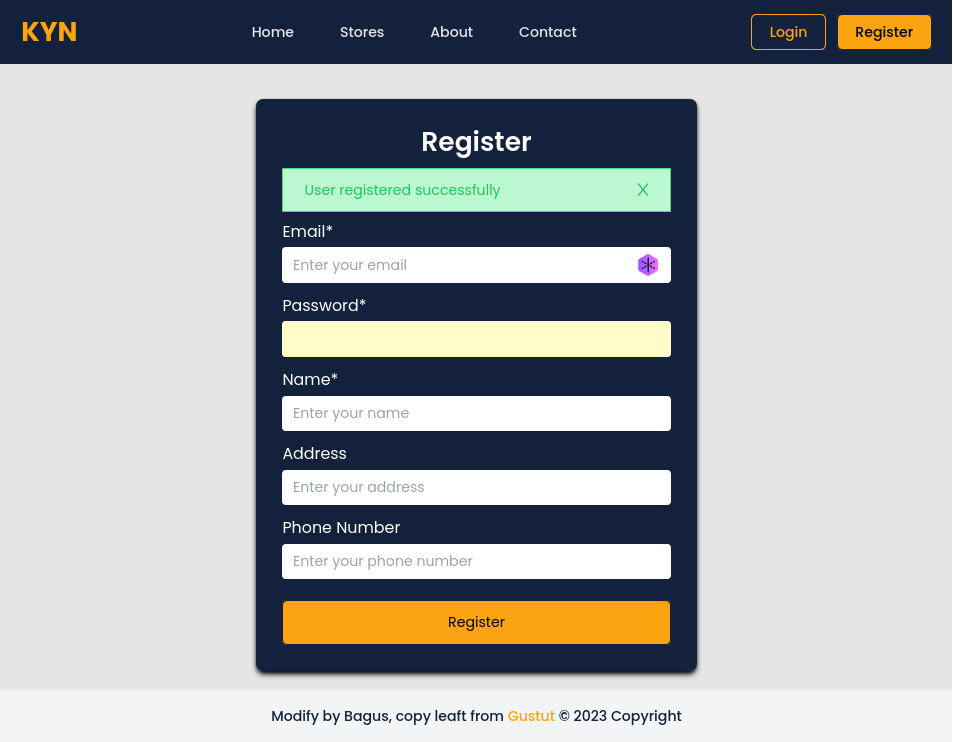 KYN
Home Stores About Contact
Login Register
Register
User registered successfully X
Email*
Enter your email
Password*
Name*
Enter your name
Address
Enter your address
Phone Number
Enter your phone number
Register
Modify by Bagus, copy leaft from Gustut © 2023 Copyright